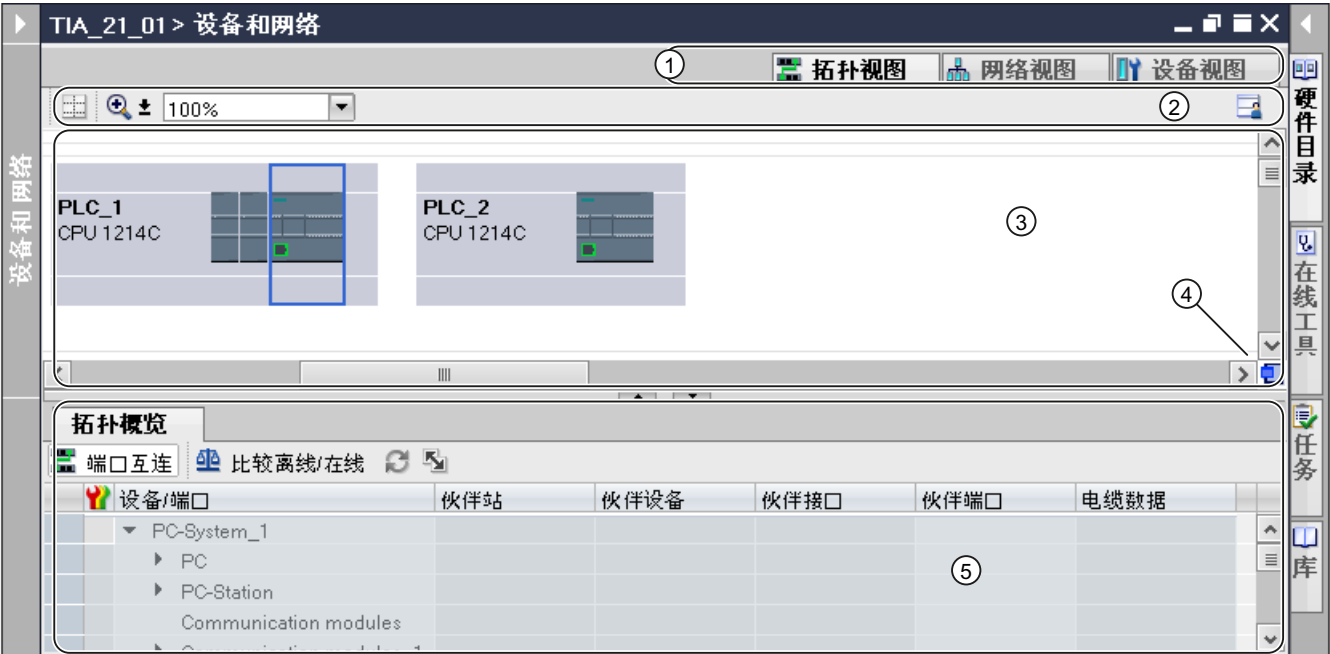 TIA_21_01 > 设备和网络
① 拓扑视图 网络视图 设备视图
100% ②
PLC_1
CPU 1214C
PLC_2
CPU 1214C
③
④
拓扑概览
端口互连 比较离线/在线
设备/端口 伙伴站 伙伴设备 伙伴接口 伙伴端口 电缆数据
PC-System_1
PC
PC-Station
Communication modules
⑤
设备和网络
硬件目录
在线工具
任务
库